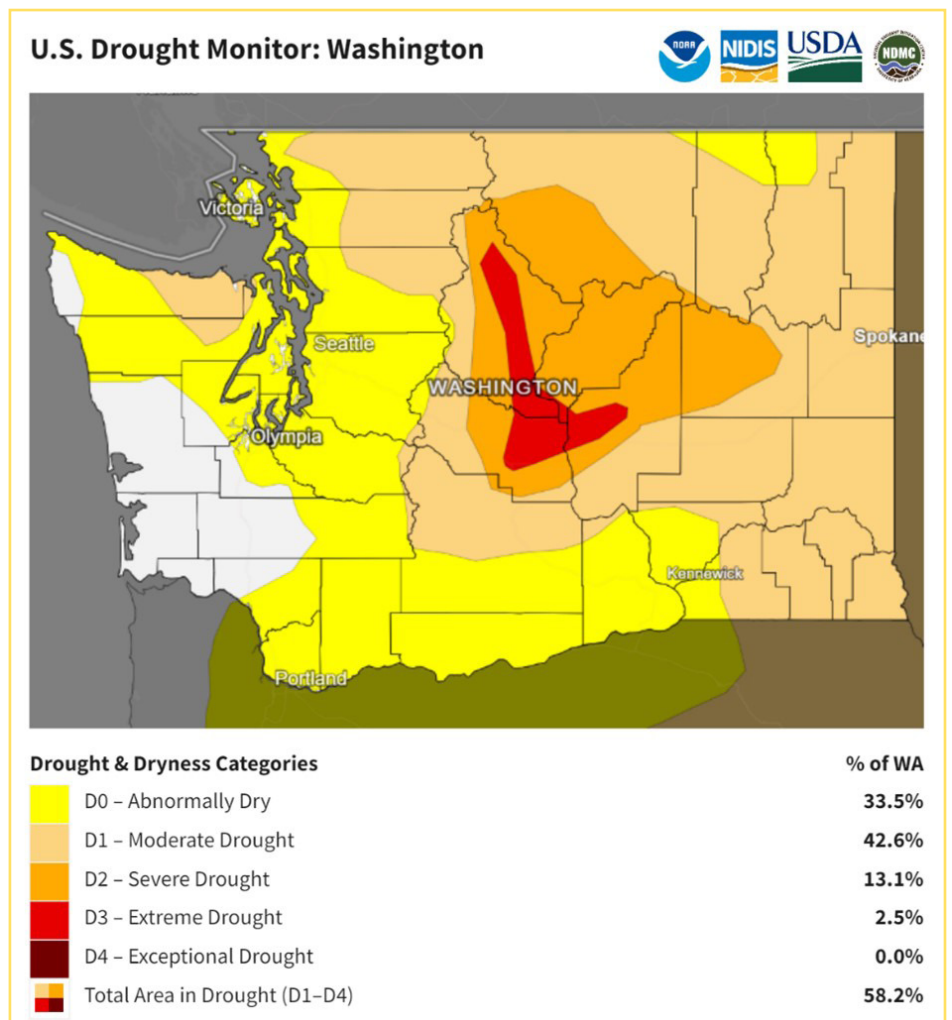 U.S. Drought Monitor: Washington
NOAA
NIDIS
USDA
NDMC
Victoria
Seattle
Spokane
WASHINGTON
Olympia
Kennewick
Portland
Drought & Dryness Categories % of WA
D0 – Abnormally Dry 33.5%
D1 – Moderate Drought 42.6%
D2 – Severe Drought 13.1%
D3 – Extreme Drought 2.5%
D4 – Exceptional Drought 0.0%
Total Area in Drought (D1–D4) 58.2%